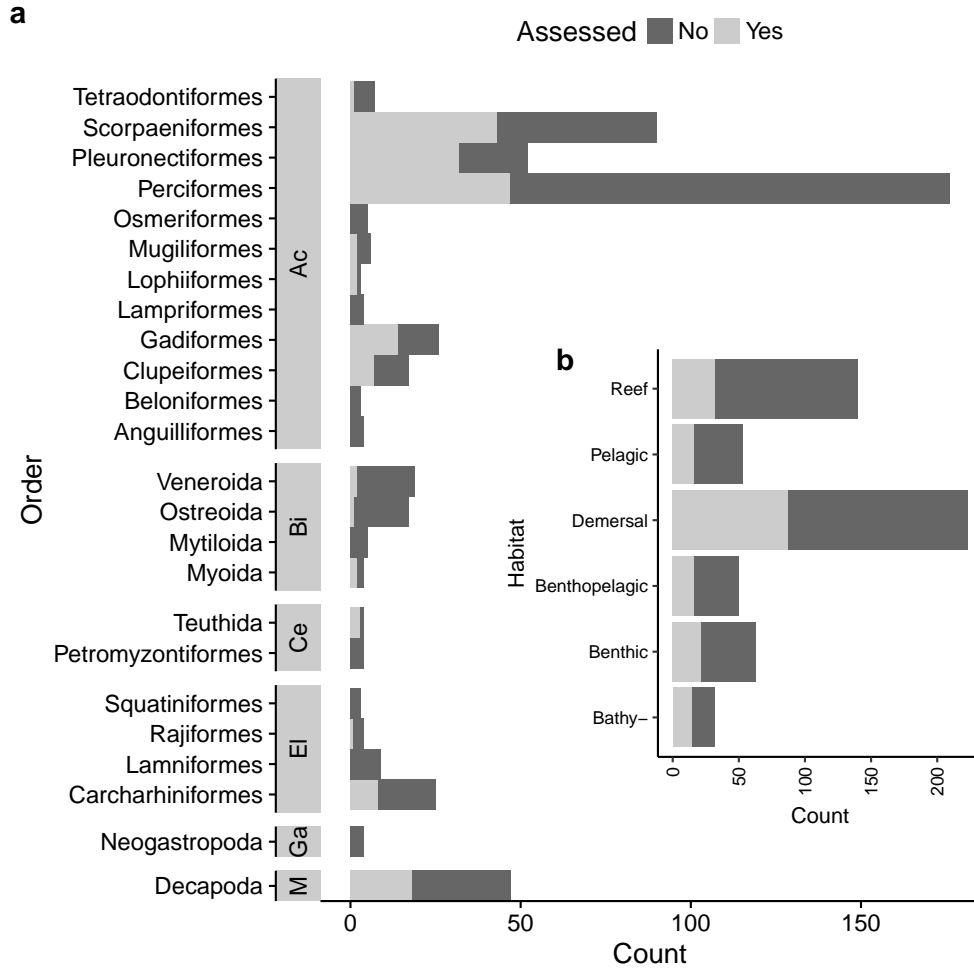 a
Assessed No Yes
Tetraodontiformes
Scorpaeniformes
Pleuronectiformes
Perciformes
Osmeriformes
Mugiliformes
Lophiiformes
Lampriformes
Gadiformes
Clupeiformes
Beloniformes
Anguilliformes
Ac
Veneroida
Ostreoida
Mytiloida
Myoida
Bi
Teuthida
Petromyzontiformes
Ce
Squatiniformes
Rajiformes
Lamniformes
Carcharhiniformes
El
Neogastropoda
Ga
Decapoda
M
Order
0 50 100 150
Count
b
Reef
Pelagic
Demersal
Benthopelagic
Benthic
Bathy−
Habitat
0 50 100 150 200
Count